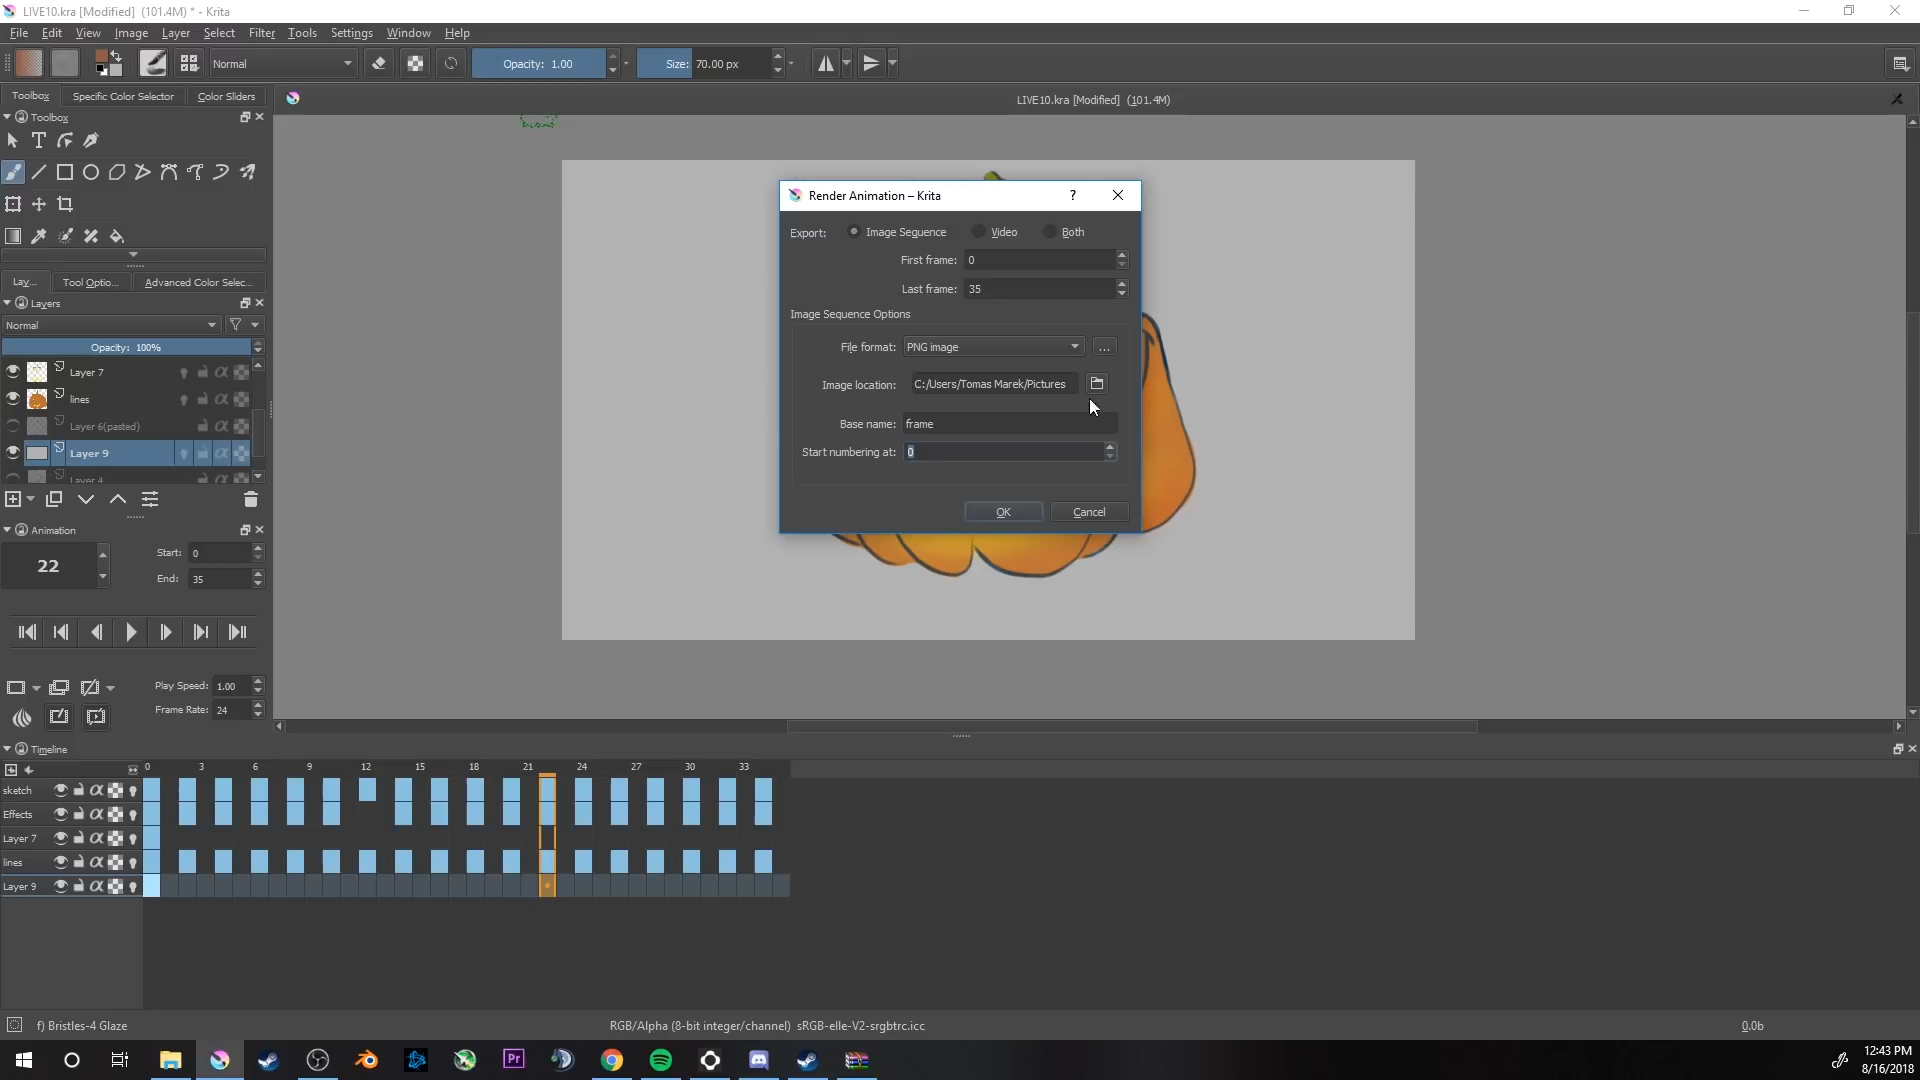 LIVE10.kra [Modified]  (101.4M) * - Krita
File Edit View Image Layer Select Filter Tools Settings Window Help
Normal Opacity: 1.00 Size: 70.00 px
Toolbox Specific Color Selector Color Sliders
LIVE10.kra [Modified]  (101.4M)
Toolbox
Lay... Tool Optio... Advanced Color Selec...
Layers
Normal
Opacity: 100%
Layer 7
lines
Layer 6(pasted)
Layer 9
Layer 4
Animation
22
Start: 0
End: 35
Play Speed: 1.00
Frame Rate: 24
Render Animation – Krita ?
Export: Image Sequence Video Both
First frame: 0
Last frame: 35
Image Sequence Options
File format: PNG image ...
Image location: C:/Users/Tomas Marek/Pictures
Base name: frame
Start numbering at: 0
OK Cancel
Timeline
0 3 6 9 12 15 18 21 24 27 30 33
sketch
Effects
Layer 7
lines
Layer 9
f) Bristles-4 Glaze RGB/Alpha (8-bit integer/channel)  sRGB-elle-V2-srgbtrc.icc 0.0b
Pr
12:43 PM
8/16/2018